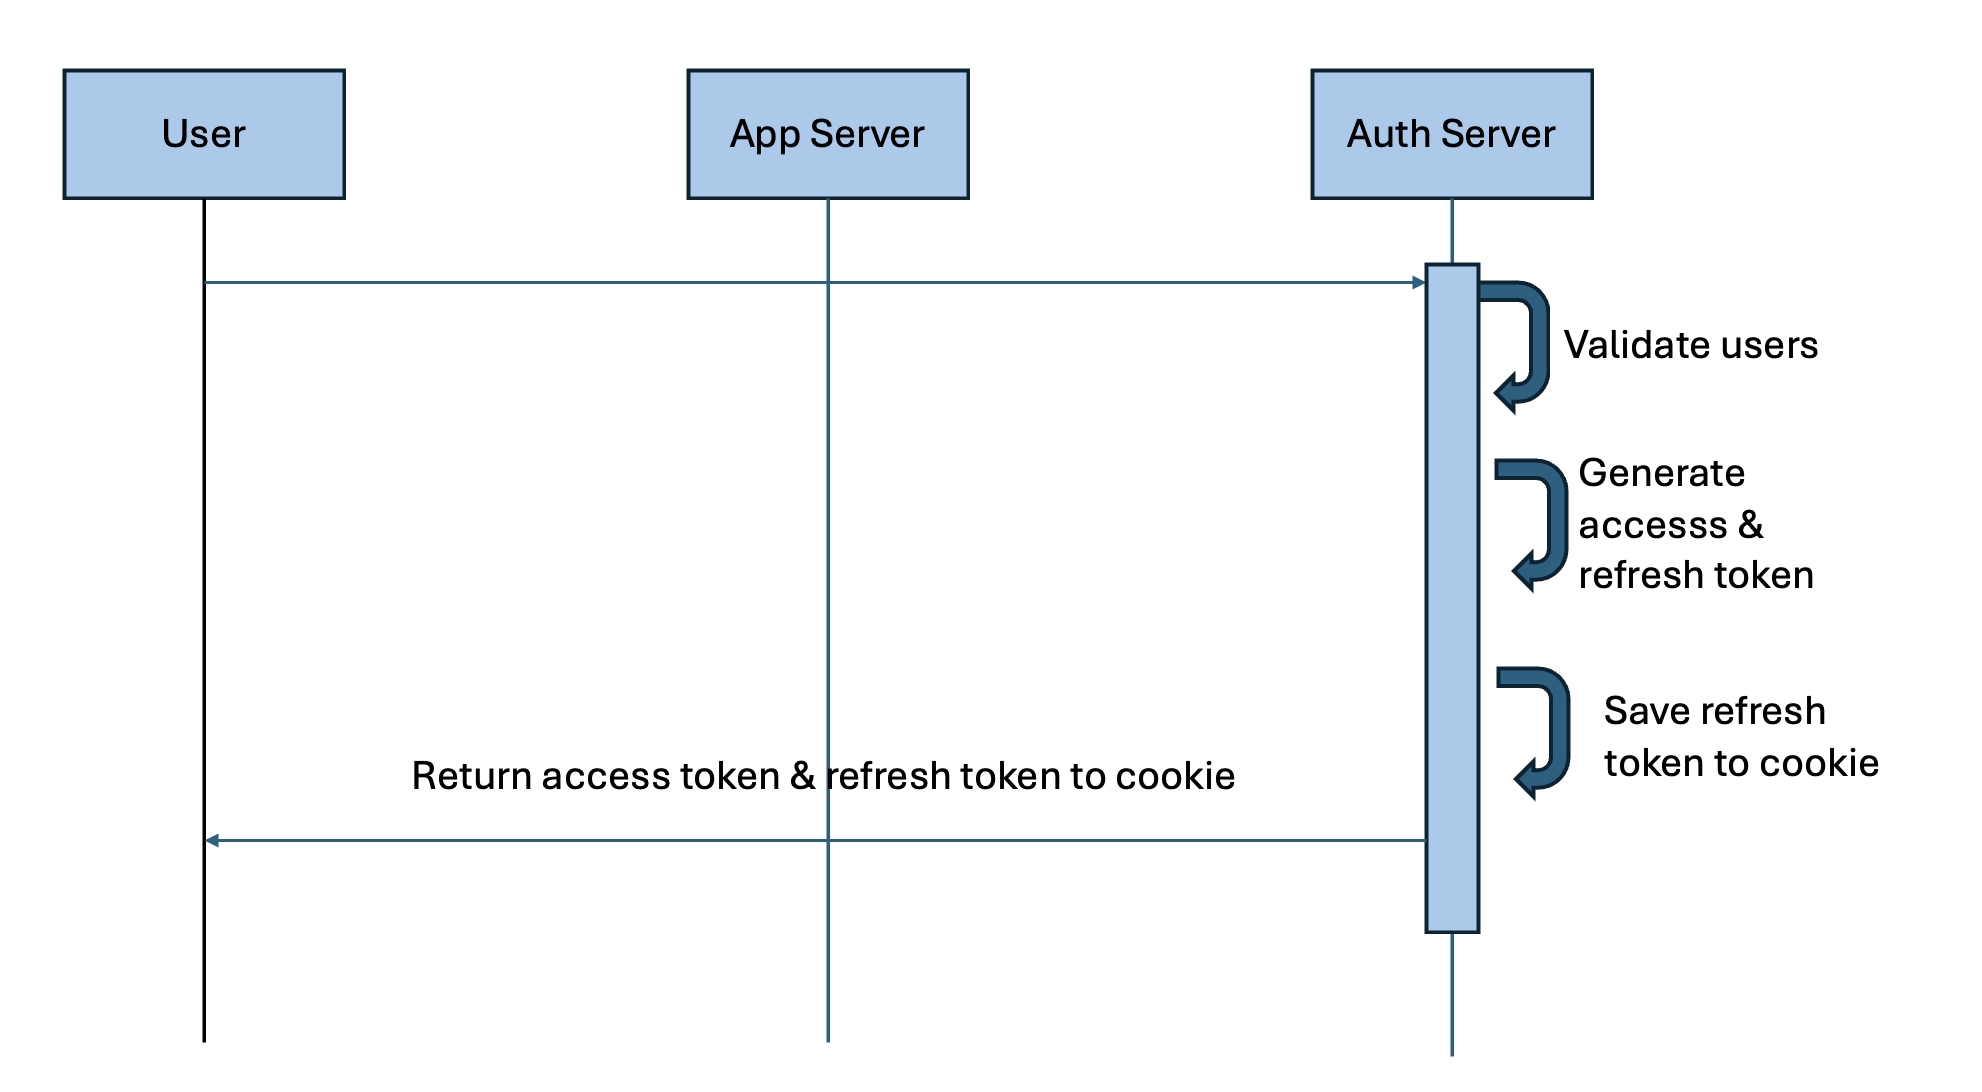 User
App Server
Auth Server
Validate users
Generate
accesss &
refresh token
Save refresh
token to cookie
Return access token & refresh token to cookie